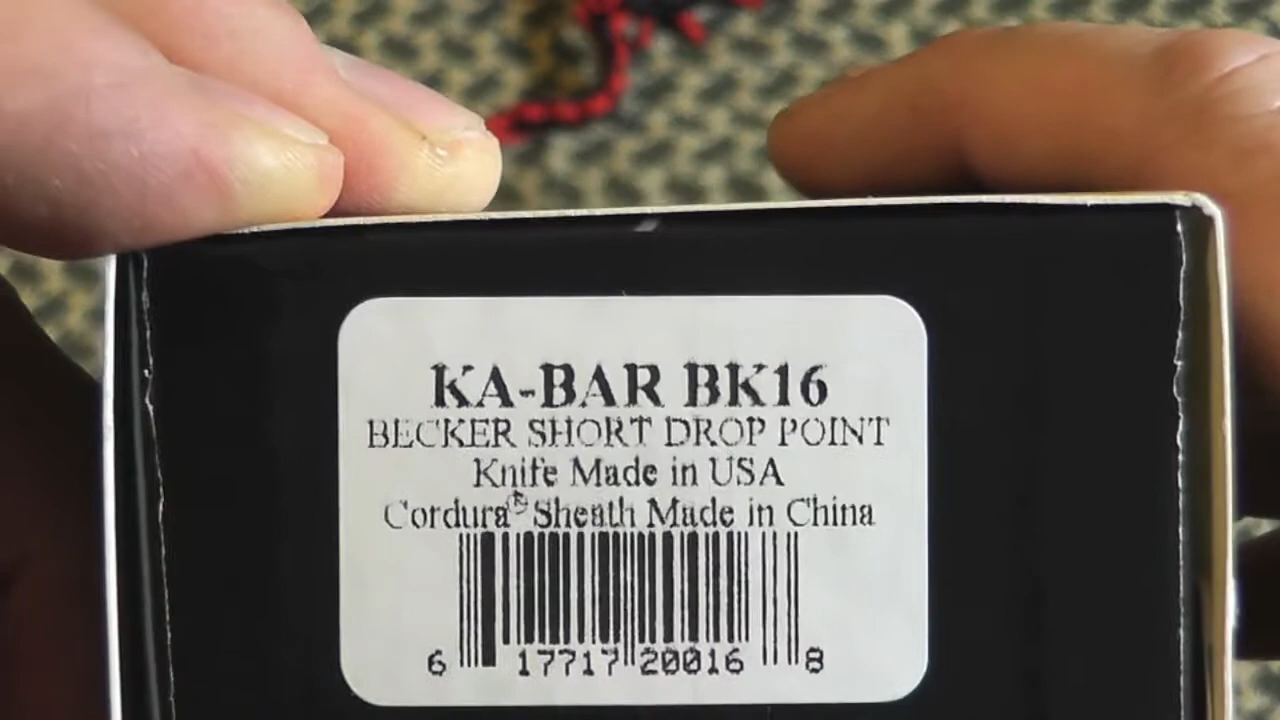 KA-BAR BK16
BECKER SHORT DROP POINT
Knife Made in USA
Cordura® Sheath Made in China
6 17717 20016 8